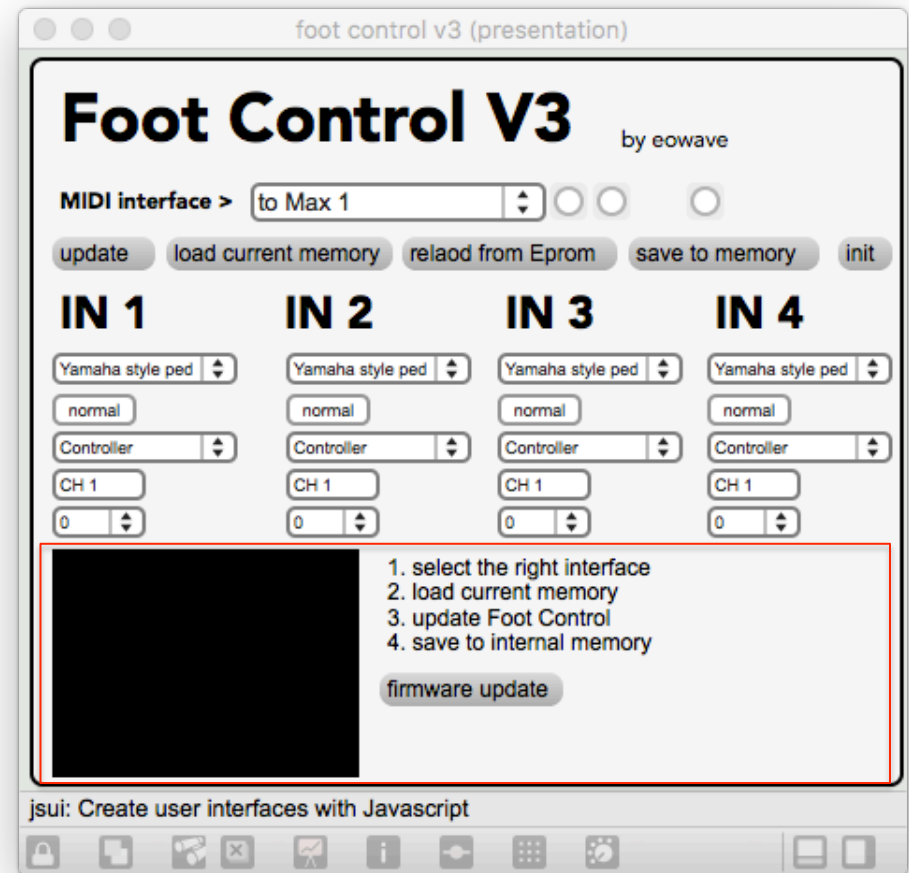 foot control v3 (presentation)
Foot Control V3
by eowave
MIDI interface > to Max 1
update load current memory relaod from Eprom save to memory init
IN 1 IN 2 IN 3 IN 4
Yamaha style ped Yamaha style ped Yamaha style ped Yamaha style ped
normal normal normal normal
Controller Controller Controller Controller
CH 1 CH 1 CH 1 CH 1
0 0 0 0
1. select the right interface
2. load current memory
3. update Foot Control
4. save to internal memory
firmware update
jsui: Create user interfaces with Javascript